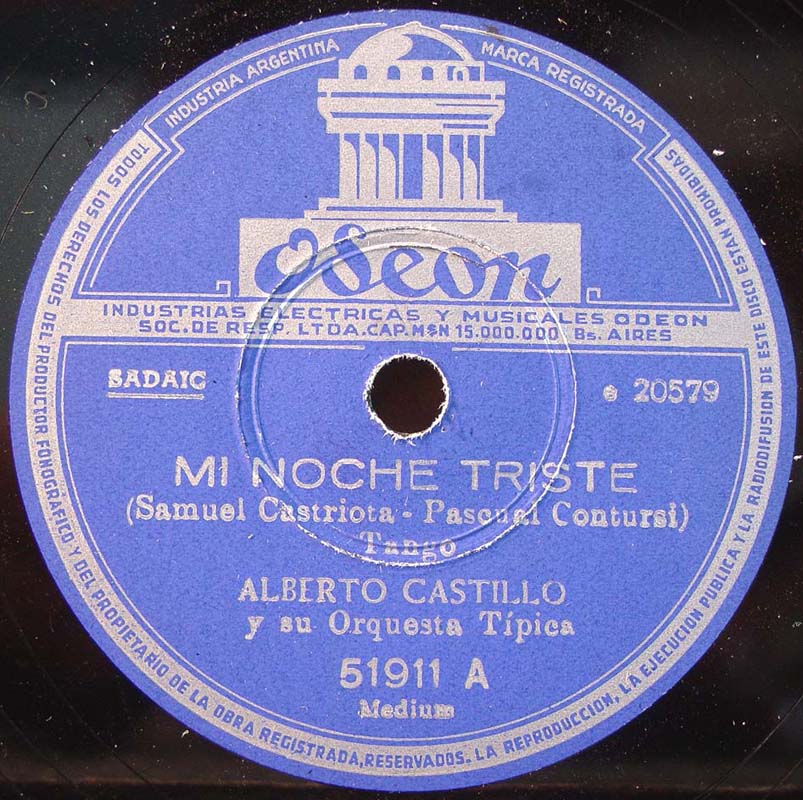 INDUSTRIA ARGENTINA
MARCA REGISTRADA
Odeon
INDUSTRIAS ELECTRICAS Y MUSICALES ODEON
SOC. DE RESP. LTDA. CAP. M$N 15.000.000 Bs. AIRES
SADAIC
e 20579
MI NOCHE TRISTE
(Samuel Castriota - Pascual Contursi)
Tango
ALBERTO CASTILLO
y su Orquesta Típica
51911 A
Medium
TODOS LOS DERECHOS DEL PRODUCTOR FONOGRÁFICO Y DEL PROPIETARIO DE LA OBRA REGISTRADA, RESERVADOS. LA REPRODUCCION, LA EJECUCION PUBLICA Y LA RADIODIFUSION DE ESTE DISCO ESTAN PROHIBIDAS